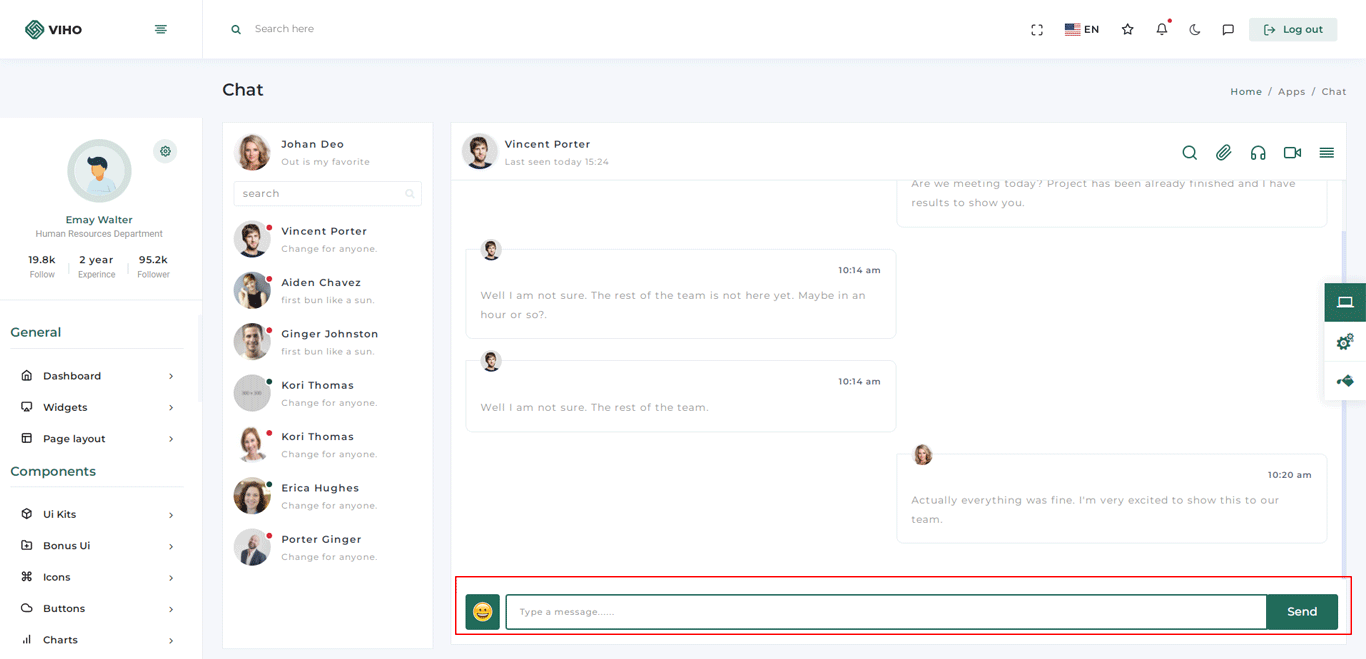 VIHO
Search here
EN
Log out
Chat
Home / Apps / Chat
Emay Walter
Human Resources Department
19.8k
Follow
2 year
Experince
95.2k
Follower
General
Dashboard
Widgets
Page layout
Components
Ui Kits
Bonus Ui
Icons
Buttons
Charts
Johan Deo
Out is my favorite
search
Vincent Porter
Change for anyone.
Aiden Chavez
first bun like a sun.
Ginger Johnston
first bun like a sun.
Kori Thomas
Change for anyone.
Kori Thomas
Change for anyone.
Erica Hughes
Change for anyone.
Porter Ginger
Change for anyone.
Vincent Porter
Last seen today 15:24
Are we meeting today? Project has been already finished and I have
results to show you.
10:14 am
Well I am not sure. The rest of the team is not here yet. Maybe in an
hour or so?.
10:14 am
Well I am not sure. The rest of the team.
10:20 am
Actually everything was fine. I'm very excited to show this to our
team.
Type a message......
Send